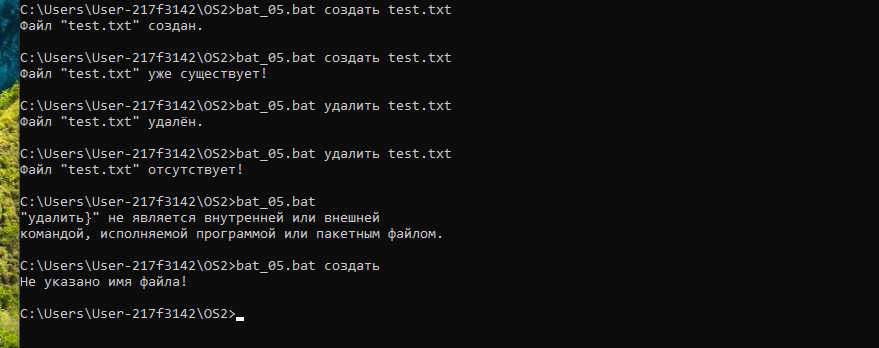 C:\Users\User-217f3142\OS2>bat_05.bat создать test.txt
Файл "test.txt" создан.
C:\Users\User-217f3142\OS2>bat_05.bat создать test.txt
Файл "test.txt" уже существует!
C:\Users\User-217f3142\OS2>bat_05.bat удалить test.txt
Файл "test.txt" удалён.
C:\Users\User-217f3142\OS2>bat_05.bat удалить test.txt
Файл "test.txt" отсутствует!
C:\Users\User-217f3142\OS2>bat_05.bat
"удалить}" не является внутренней или внешней
командой, исполняемой программой или пакетным файлом.
C:\Users\User-217f3142\OS2>bat_05.bat создать
Не указано имя файла!
C:\Users\User-217f3142\OS2>